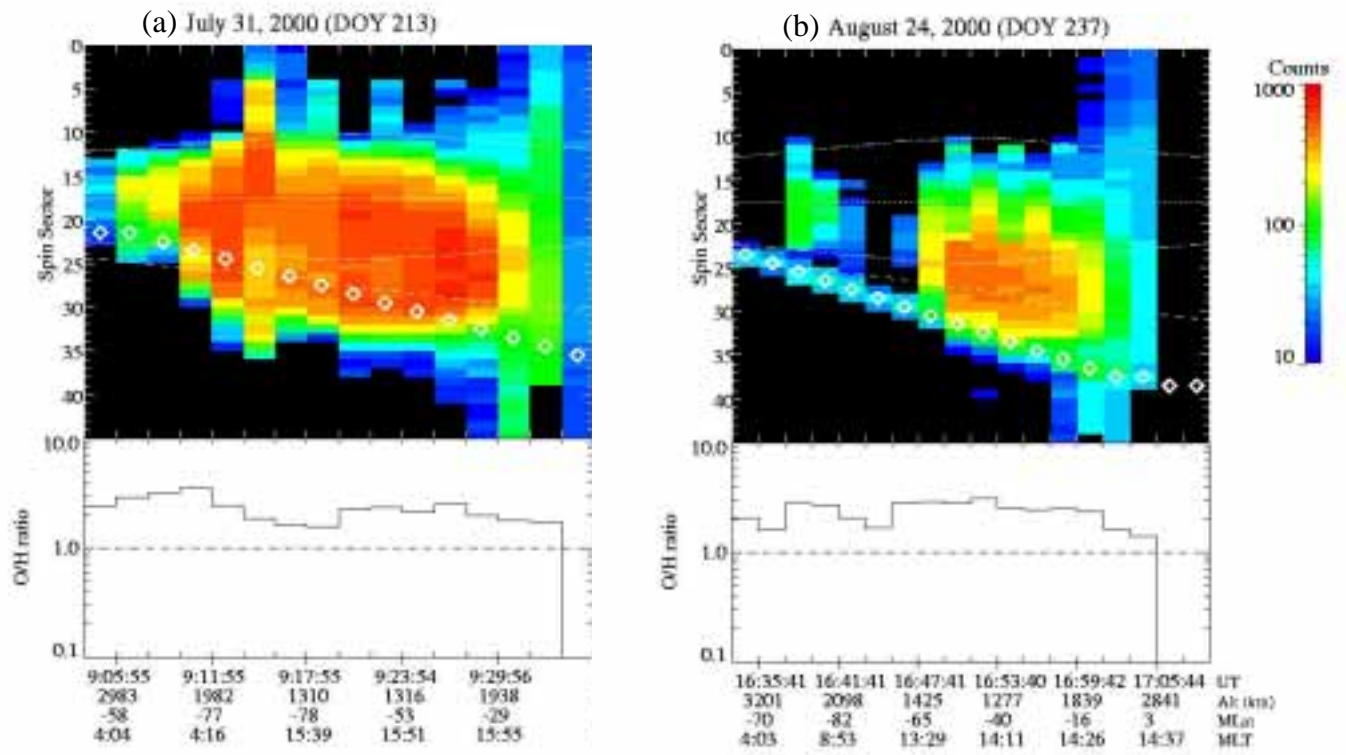 (a) July 31, 2000 (DOY 213)
(b) August 24, 2000 (DOY 237)
Counts
1000
100
10
Spin Sector
0
5
10
15
20
25
30
35
40
Spin Sector
0
5
10
15
20
25
30
35
40
O/H ratio
10.0
1.0
0.1
O/H ratio
10.0
1.0
0.1
9:05:55 9:11:55 9:17:55 9:23:54 9:29:56
2983 1982 1310 1316 1938
-58 -77 -78 -53 -29
4:04 4:16 15:39 15:51 15:55
16:35:41 16:41:41 16:47:41 16:53:40 16:59:42 17:05:44 UT
3201 2098 1425 1277 1839 2841 Alt (km)
-70 -82 -65 -40 -16 3 MLat
4:03 8:53 13:29 14:11 14:26 14:37 MLT